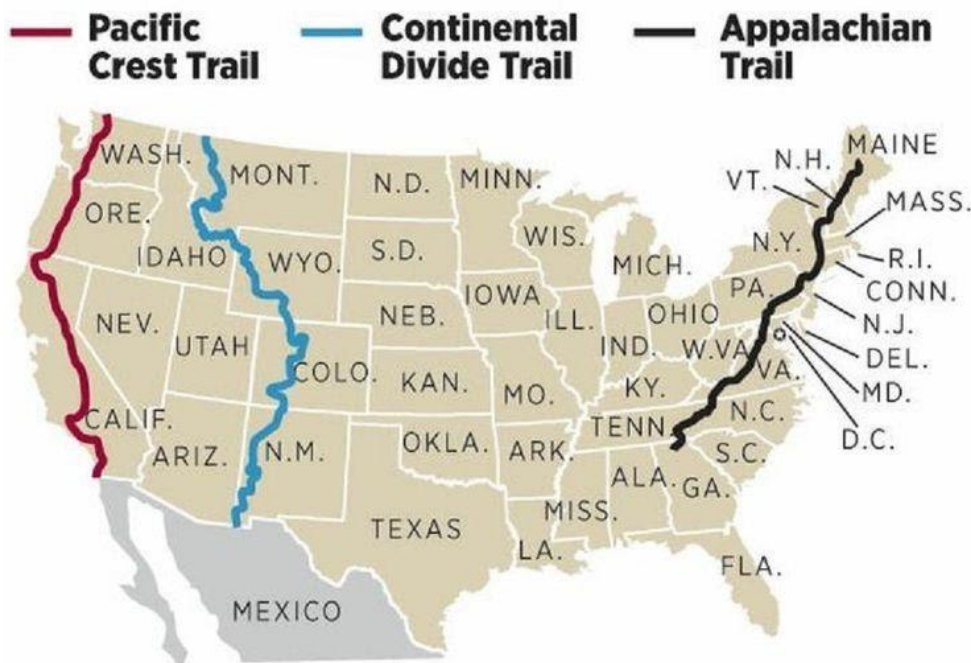 Pacific
Crest Trail
Continental
Divide Trail
Appalachian
Trail
WASH.
MONT.
N.D.
MINN.
N.H.
MAINE
VT.
MASS.
ORE.
IDAHO
WYO.
S.D.
WIS.
MICH.
N.Y.
R.I.
CONN.
NEV.
UTAH
NEB.
IOWA
ILL.
IND.
OHIO
PA.
N.J.
W.VA.
DEL.
CALIF.
COLO.
KAN.
MO.
KY.
VA.
MD.
D.C.
ARIZ.
N.M.
OKLA.
ARK.
TENN.
N.C.
S.C.
TEXAS
LA.
MISS.
ALA.
GA.
FLA.
MEXICO